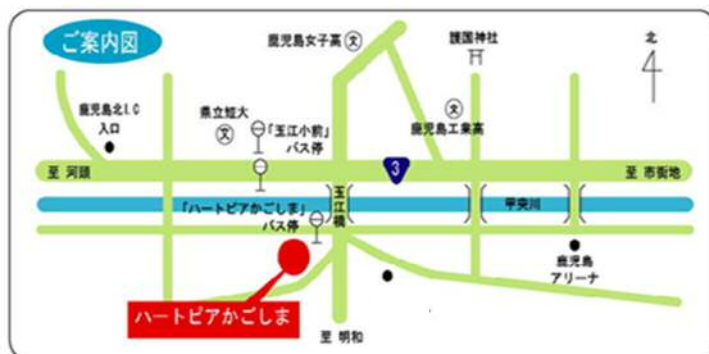 ご案内図
鹿児島女子高
文
護国神社
北
鹿児島北I.C
入口
県立短大
文
「玉江小前」
バス停
文
鹿児島工業高
至 河頭
3
至 市街地
「ハートピアかごしま」
バス停
玉江橋
甲突川
鹿児島
アリーナ
ハートピアかごしま
至 明和